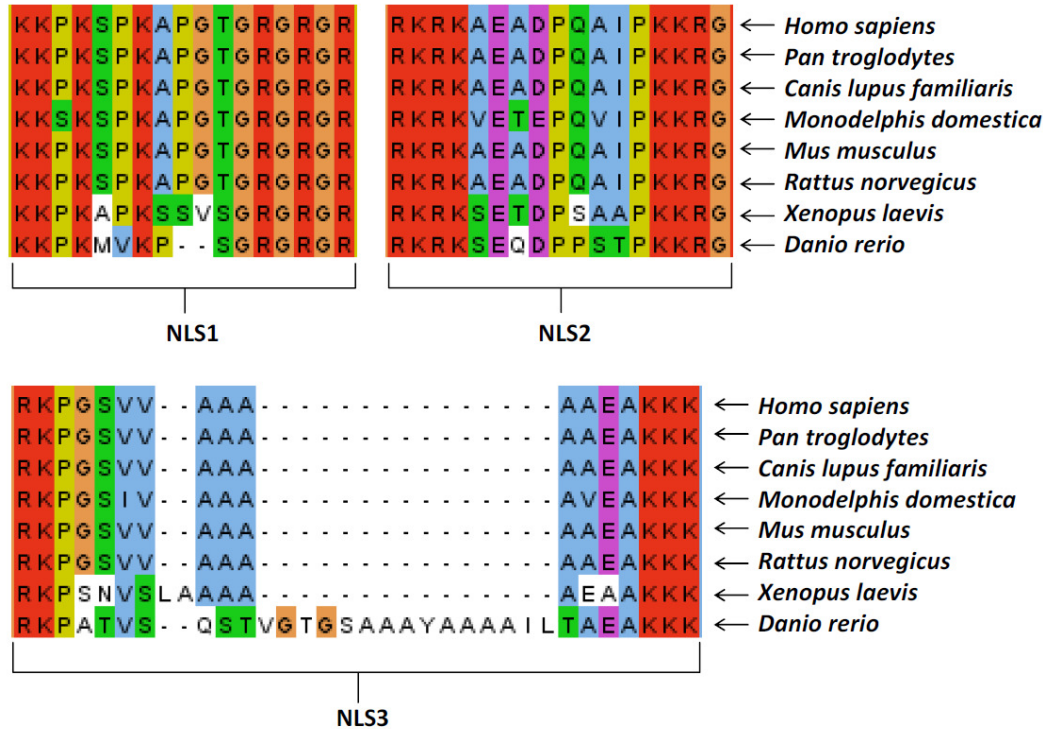 KKPKSPKAPGTGRGRGR RKRKAEADPQAIPKKRG ← Homo sapiens
KKPKSPKAPGTGRGRGR RKRKAEADPQAIPKKRG ← Pan troglodytes
KKPKSPKAPGTGRGRGR RKRKAEADPQAIPKKRG ← Canis lupus familiaris
KKSKSPKAPGTGRGRGR RKRKVETEPQVIPKKRG ← Monodelphis domestica
KKPKSPKAPGTGRGRGR RKRKAEADPQAIPKKRG ← Mus musculus
KKPKSPKAPGTGRGRGR RKRKAEADPQAIPKKRG ← Rattus norvegicus
KKPKAPKSSVSGRGRGR RKRKSETDPSAAPKKRG ← Xenopus laevis
KKPKMVKP--SGRGRGR RKRKSEQDPPSTPKKRG ← Danio rerio
NLS1 NLS2
RKPGSVV--AAA---------------AAEAKKK ← Homo sapiens
RKPGSVV--AAA---------------AAEAKKK ← Pan troglodytes
RKPGSVV--AAA---------------AAEAKKK ← Canis lupus familiaris
RKPGSIV--AAA---------------AVEAKKK ← Monodelphis domestica
RKPGSVV--AAA---------------AAEAKKK ← Mus musculus
RKPGSVV--AAA---------------AAEAKKK ← Rattus norvegicus
RKPSNVSLAAAA---------------AEAAKKK ← Xenopus laevis
RKPATVS--QSTVGTGSAAAYAAAAILTAEAKKK ← Danio rerio
NLS3